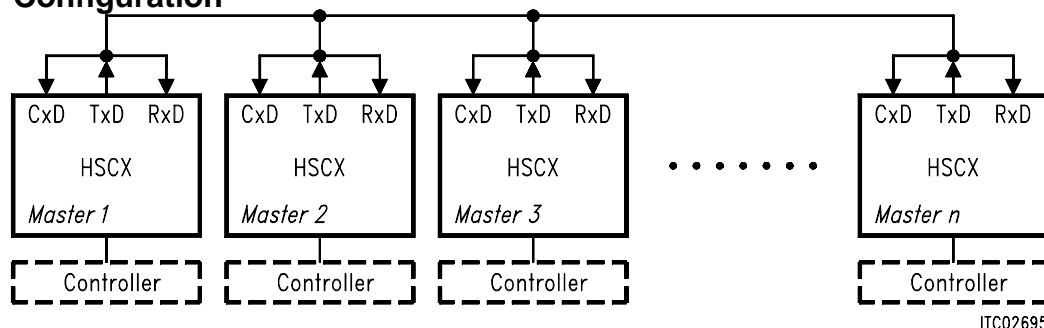 Configuration
CxD TxD RxD CxD TxD RxD CxD TxD RxD CxD TxD RxD
HSCX HSCX HSCX HSCX
Master 1 Master 2 Master 3 Master n
Controller Controller Controller Controller
ITC02695